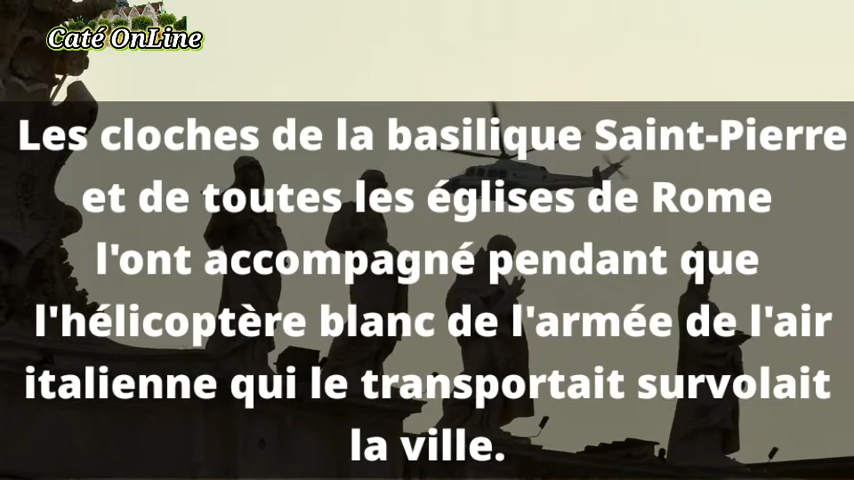 Caté OnLine
Les cloches de la basilique Saint-Pierre
et de toutes les églises de Rome
l'ont accompagné pendant que
l'hélicoptère blanc de l'armée de l'air
italienne qui le transportait survolait
la ville.